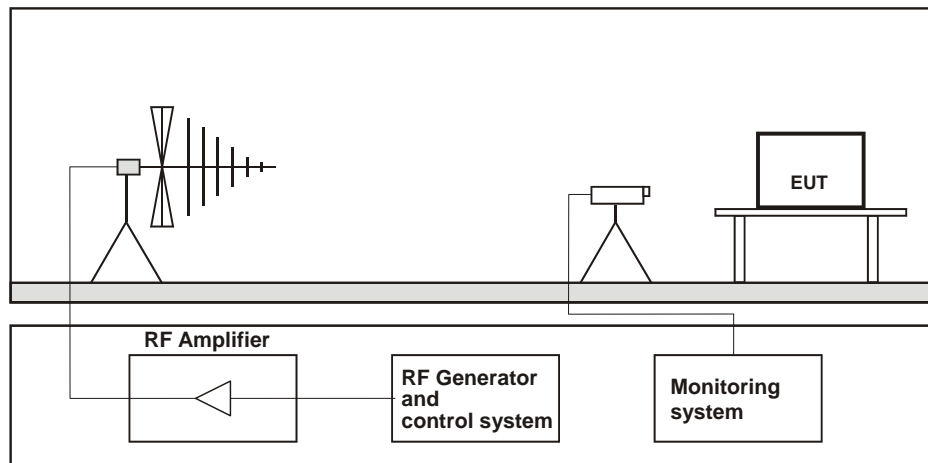 EUT
RF Amplifier
RF Generator
and
control system
Monitoring
system